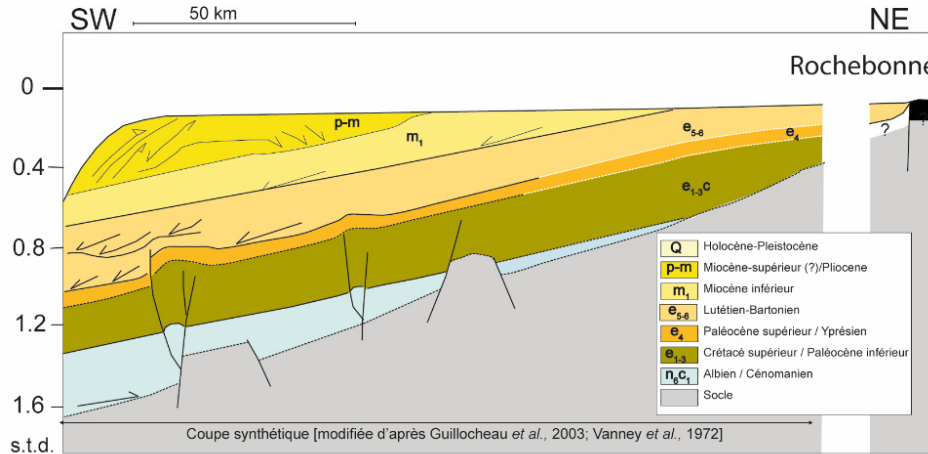 SW
50 km
NE
Rochebonne
0
0.4
0.8
1.2
1.6
s.t.d.
p-m
m1
e5-6
e4
e1-3c
?
Q Holocène-Pleistocène
p-m Miocène-supérieur (?)/Pliocene
m1 Miocène inférieur
e5-6 Lutétien-Bartonien
e4 Paléocène supérieur / Yprésien
e1-3 Crétacé supérieur / Paléocène inférieur
n6c1 Albien / Cénomanien
Socle
Coupe synthétique [modifiée d'après Guillocheau et al., 2003; Vanney et al., 1972]